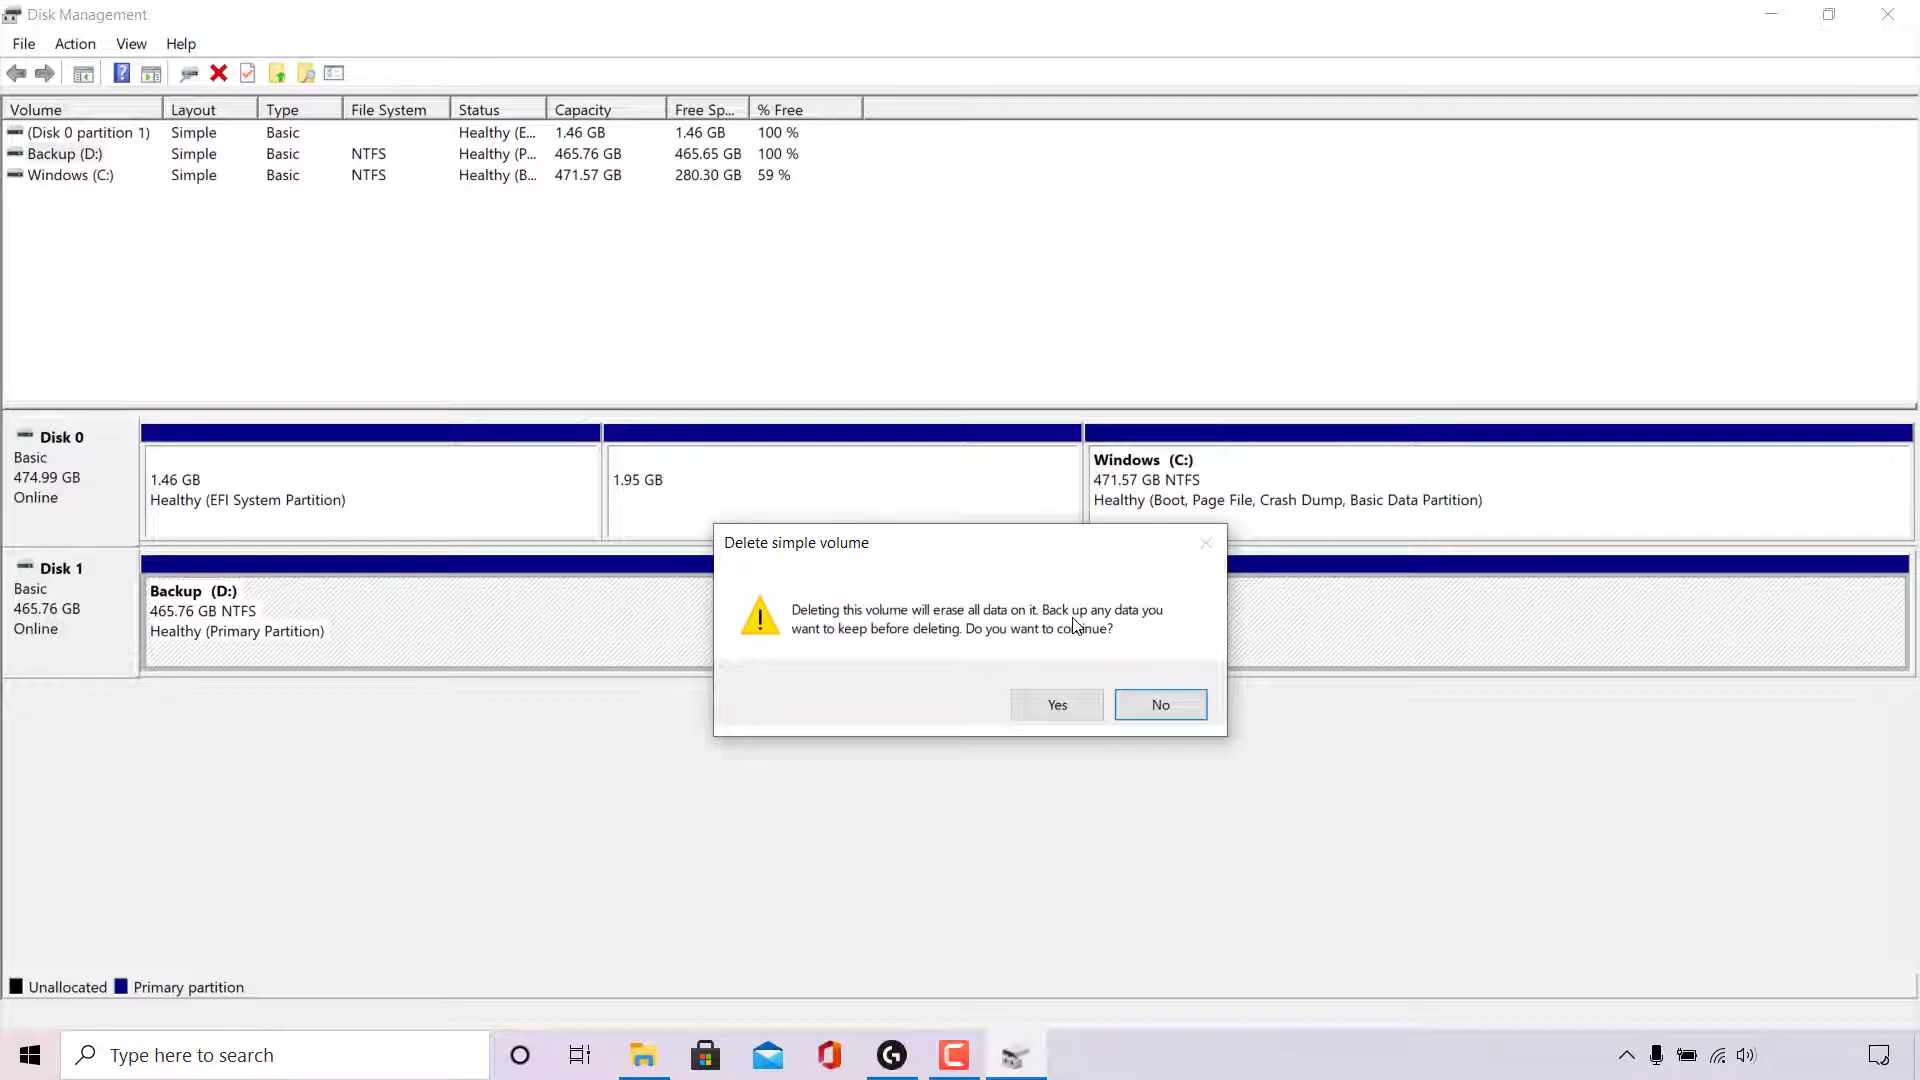 Disk Management
File Action View Help
Volume Layout Type File System Status Capacity Free Sp... % Free
(Disk 0 partition 1) Simple Basic Healthy (E... 1.46 GB 1.46 GB 100 %
Backup (D:) Simple Basic NTFS Healthy (P... 465.76 GB 465.65 GB 100 %
Windows (C:) Simple Basic NTFS Healthy (B... 471.57 GB 280.30 GB 59 %
Disk 0
Basic
474.99 GB
Online
1.46 GB
Healthy (EFI System Partition)
1.95 GB
Windows (C:)
471.57 GB NTFS
Healthy (Boot, Page File, Crash Dump, Basic Data Partition)
Disk 1
Basic
465.76 GB
Online
Backup (D:)
465.76 GB NTFS
Healthy (Primary Partition)
Delete simple volume
Deleting this volume will erase all data on it. Back up any data you
want to keep before deleting. Do you want to continue?
Yes No
Unallocated Primary partition
Type here to search